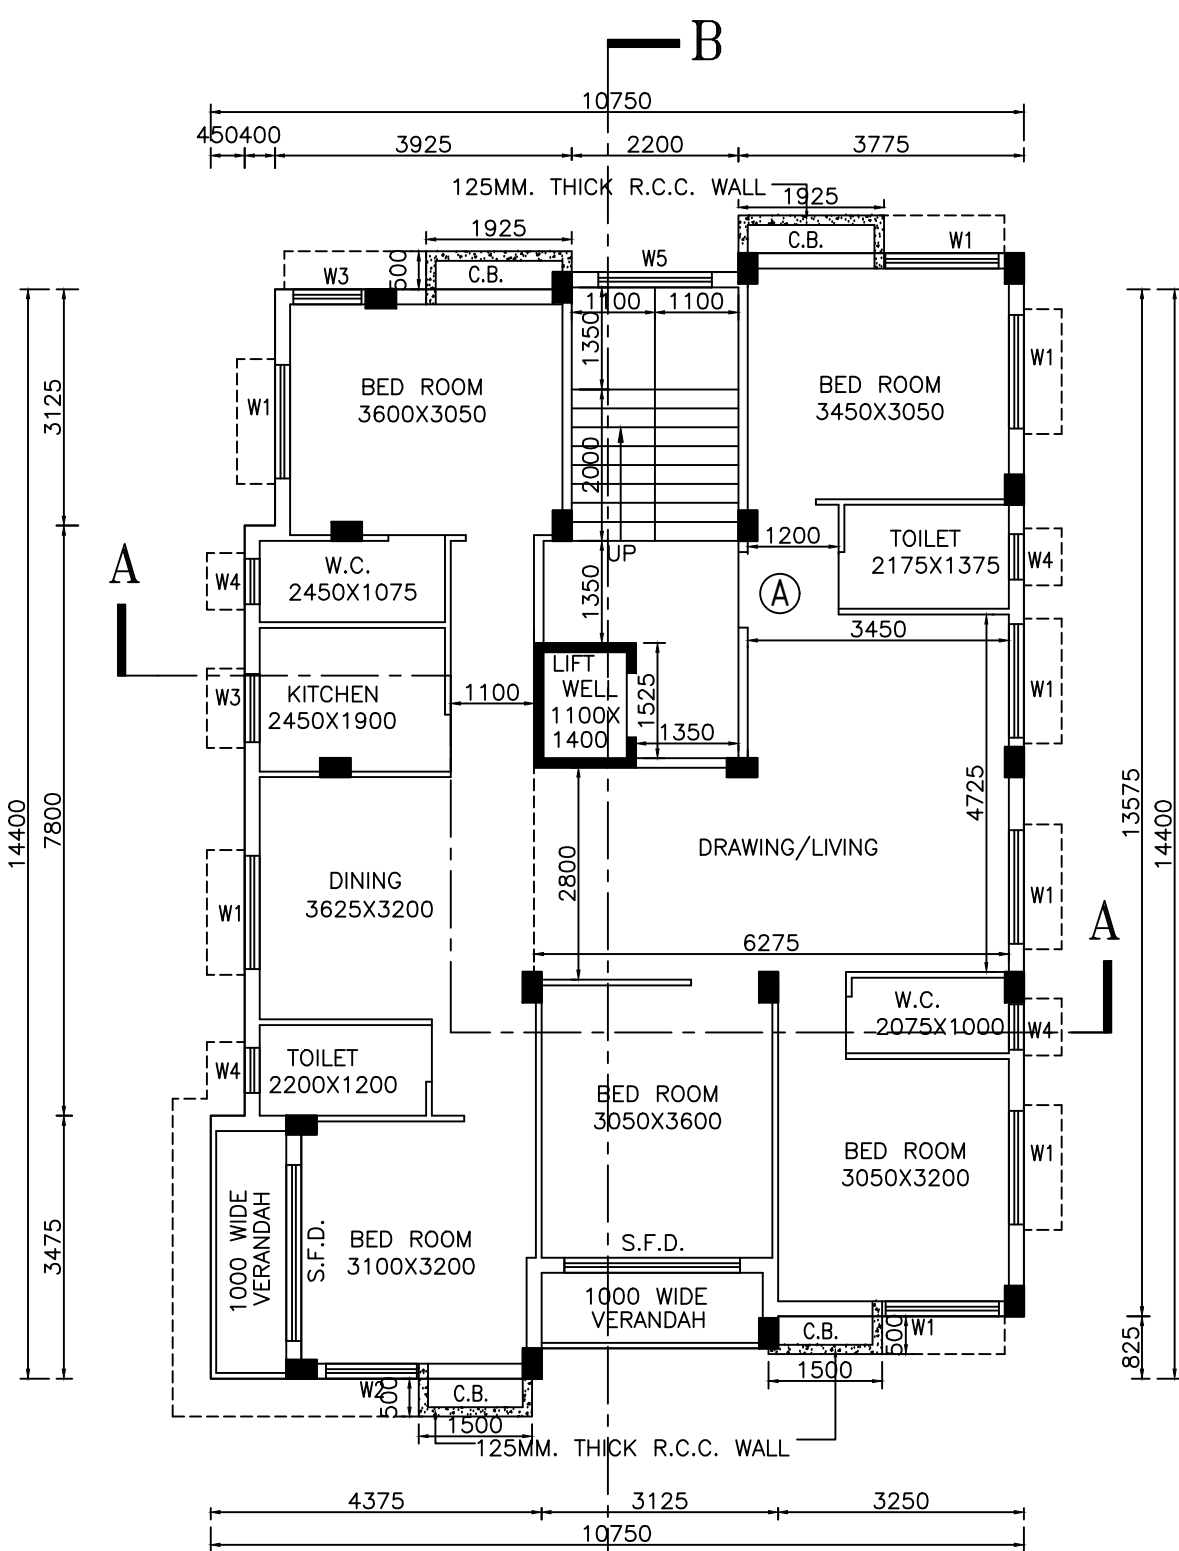 B
10750
450
400
3925
2200
3775
125MM. THICK R.C.C. WALL
1925
1925
500
C.B.
W1
C.B.
W3
W5
1100
1100
1350
BED ROOM
3600X3050
BED ROOM
3450X3050
W1
W1
3125
2000
1200
TOILET
2175X1375
W4
UP
A
W.C.
2450X1075
W4
1350
A
3450
KITCHEN
2450X1900
W3
1100
LIFT
WELL
1100X
1400
1525
1350
W1
14400
7800
4725
13575
14400
2800
DRAWING/LIVING
DINING
3625X3200
W1
W1
A
6275
W.C.
2075X1000
W4
TOILET
2200X1200
W4
BED ROOM
3050X3600
BED ROOM
3050X3200
W1
3475
1000 WIDE
VERANDAH
S.F.D.
BED ROOM
3100X3200
S.F.D.
1000 WIDE
VERANDAH
C.B.
500
W1
825
1500
W2
500
C.B.
1500
125MM. THICK R.C.C. WALL
4375
3125
3250
10750